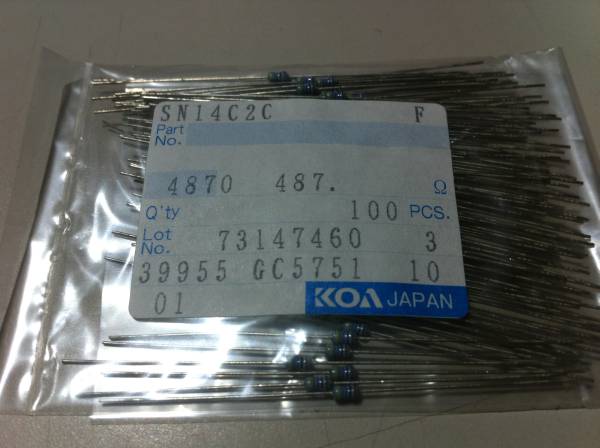 SN14C2C F
Part No.
4870 487. Ω
Q'ty 100 PCS.
Lot No. 73147460 3
39955 GC5751 10
01 KOA JAPAN